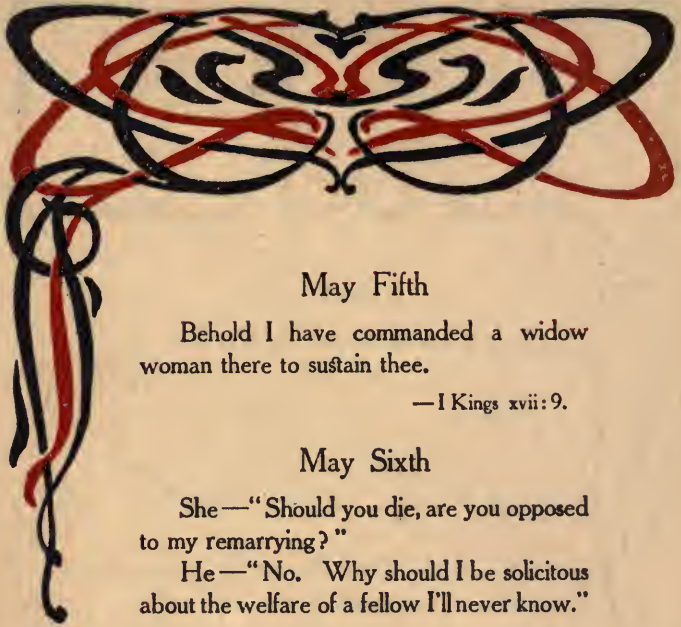 May Fifth
Behold I have commanded a widow
woman there to sustain thee.
—I Kings xvii: 9.
May Sixth
She—“Should you die, are you opposed
to my remarrying?”
He—“No. Why should I be solicitous
about the welfare of a fellow I'll never know.”